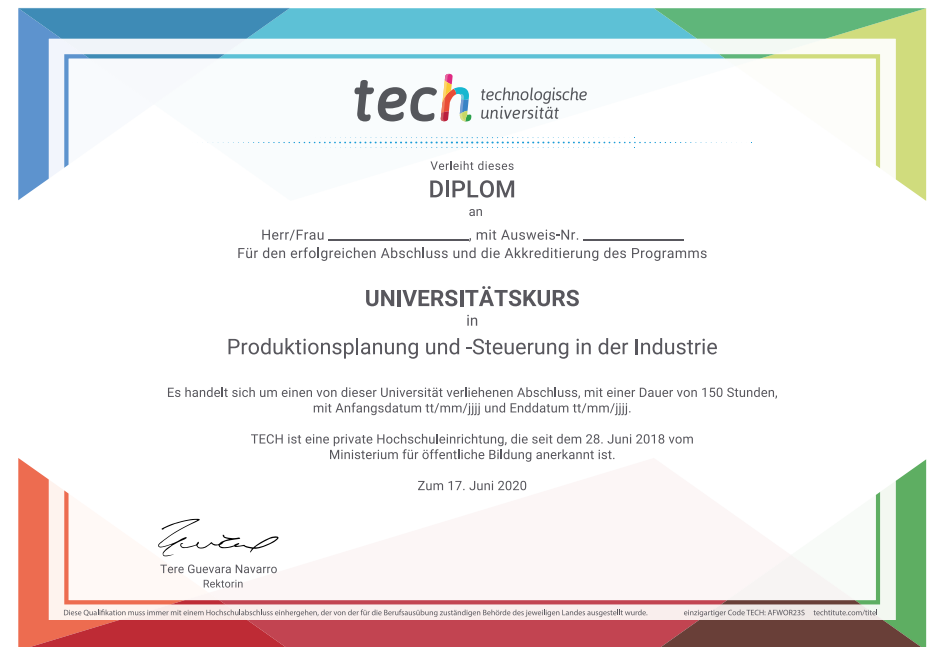 tech technologische
universität
Verleiht dieses
DIPLOM
an
Herr/Frau ____________________, mit Ausweis-Nr. ______________
Für den erfolgreichen Abschluss und die Akkreditierung des Programms
UNIVERSITÄTSKURS
in
Produktionsplanung und -Steuerung in der Industrie
Es handelt sich um einen von dieser Universität verliehenen Abschluss, mit einer Dauer von 150 Stunden,
mit Anfangsdatum tt/mm/jjjj und Enddatum tt/mm/jjjj.
TECH ist eine private Hochschuleinrichtung, die seit dem 28. Juni 2018 vom
Ministerium für öffentliche Bildung anerkannt ist.
Zum 17. Juni 2020
Tere Guevara Navarro
Rektorin
Diese Qualifikation muss immer mit einem Hochschulabschluss einhergehen, der von der für die Berufsausübung zuständigen Behörde des jeweiligen Landes ausgestellt wurde. einzigartiger Code TECH: AFWOR23S techtitute.com/titel